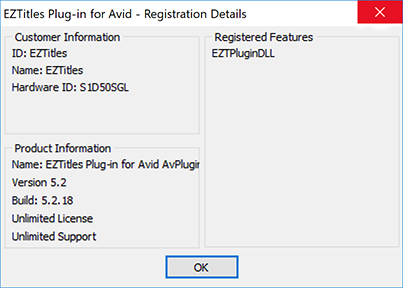 EZTitles Plug-in for Avid - Registration Details
Customer Information
ID: EZTitles
Name: EZTitles
Hardware ID: S1D50SGL
Product Information
Name: EZTitles Plug-in for Avid AvPlugin
Version 5.2
Build: 5.2.18
Unlimited License
Unlimited Support
Registered Features
EZTPluginDLL
OK